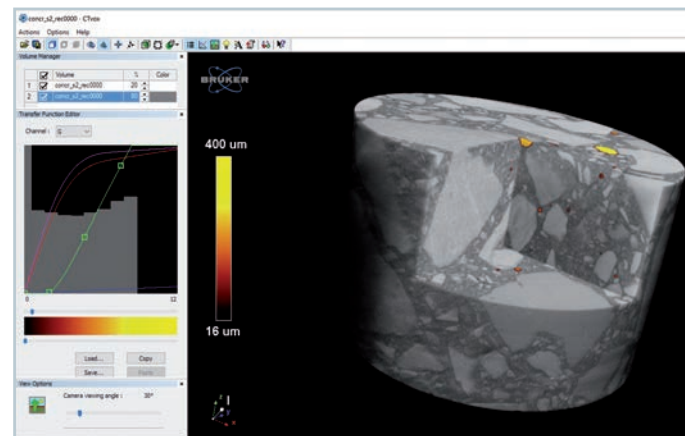 concr_s2_rec0000 - CTvox
Actions Options Help
Volume Manager
Volume % Color
1 concr_s2_rec0000 20
2 concr_s2_rec0000
Transfer Function Editor
Channel : G
0 12
Load... Copy
Save... Paste
View Options
Camera viewing angle : 30°
BRUKER
400 um
16 um
z
y
x